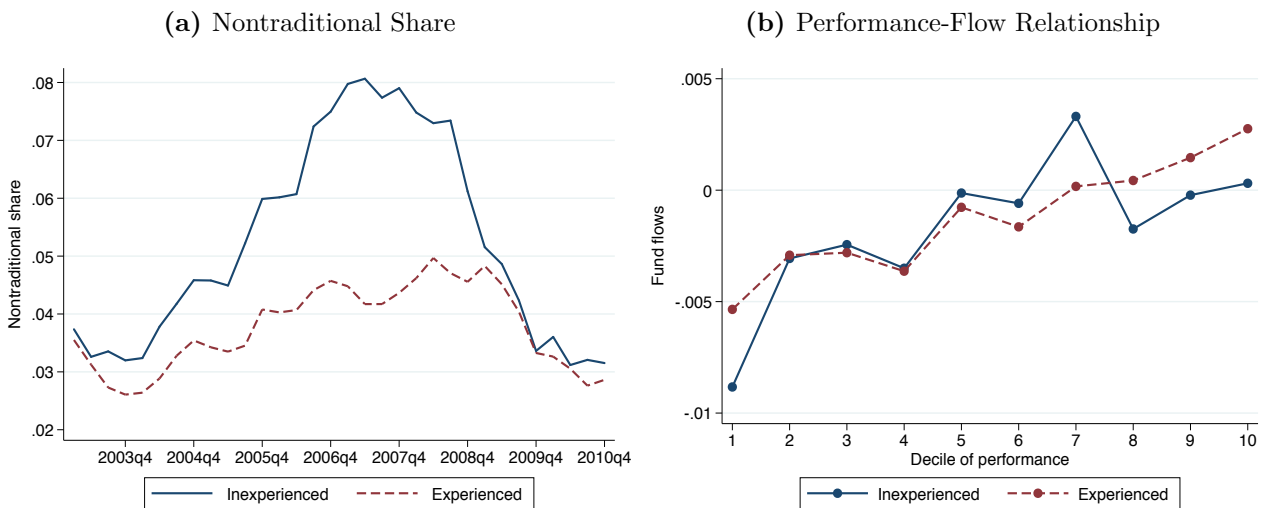 (a) Nontraditional Share
.08
.07
.06
.05
.04
.03
.02
Nontraditional share
2003q4 2004q4 2005q4 2006q4 2007q4 2008q4 2009q4 2010q4
Inexperienced Experienced
(b) Performance-Flow Relationship
.005
0
-.005
-.01
Fund flows
1 2 3 4 5 6 7 8 9 10
Decile of performance
Inexperienced Experienced